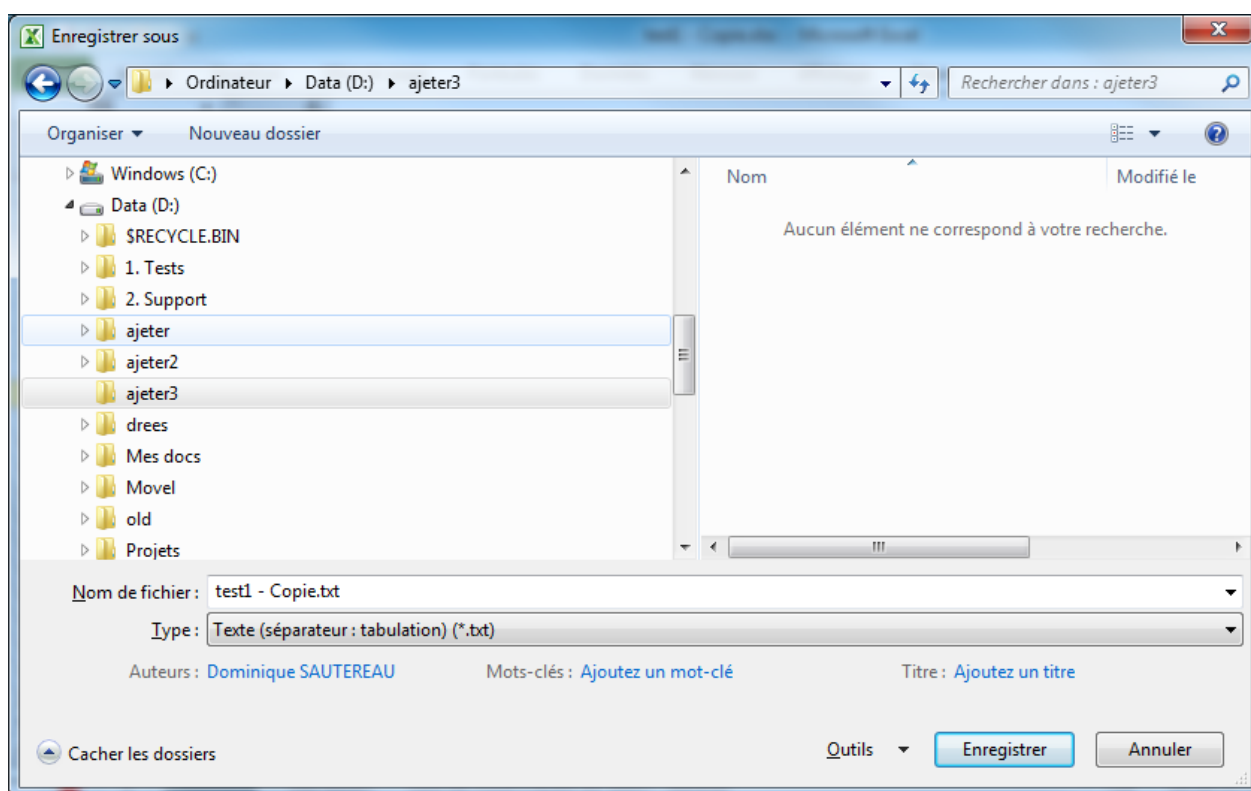 Enregistrer sous
Ordinateur Data (D:) ajeter3 Rechercher dans : ajeter3
Organiser Nouveau dossier
Windows (C:)
Data (D:)
$RECYCLE.BIN
1. Tests
2. Support
ajeter
ajeter2
ajeter3
drees
Mes docs
Movel
old
Projets
Nom Modifié le
Aucun élément ne correspond à votre recherche.
Nom de fichier : test1 - Copie.txt
Type : Texte (séparateur : tabulation) (*.txt)
Auteurs : Dominique SAUTEREAU Mots-clés : Ajoutez un mot-clé Titre : Ajoutez un titre
Cacher les dossiers Outils Enregistrer Annuler